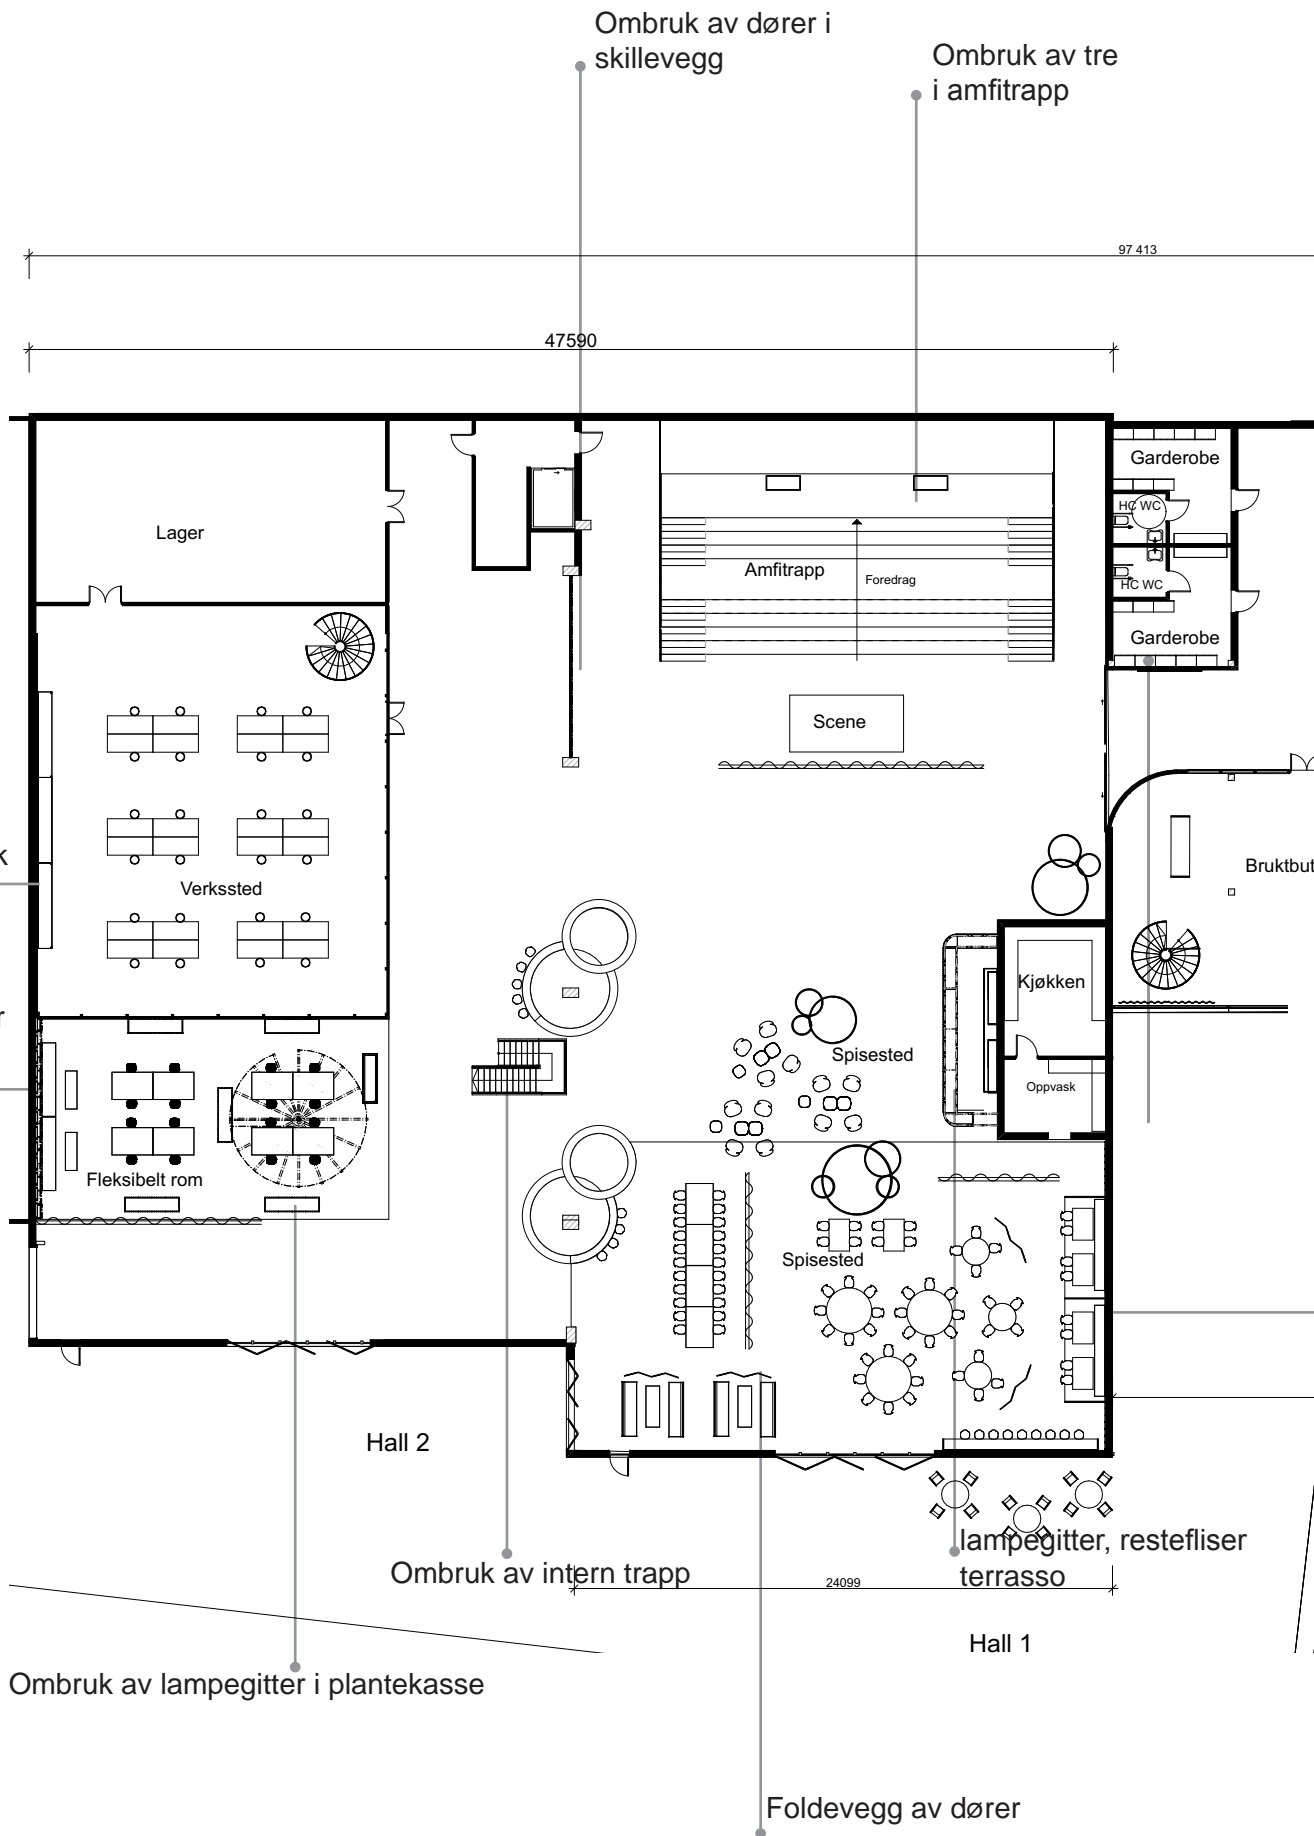 Ombruk av dører i
skillevegg
Ombruk av tre
i amfitrapp
97 413
47590
Garderobe
HC WC
Lager
Amfitrapp
Foredrag
HC WC
Garderobe
Scene
k
Bruktbut
Verkssted
Kjøkken
r
Spisested
Oppvask
Fleksibelt rom
Spisested
Hall 2
lampegitter, restefliser
terrasso
Ombruk av intern trapp
24099
Hall 1
Ombruk av lampegitter i plantekasse
Foldevegg av dører